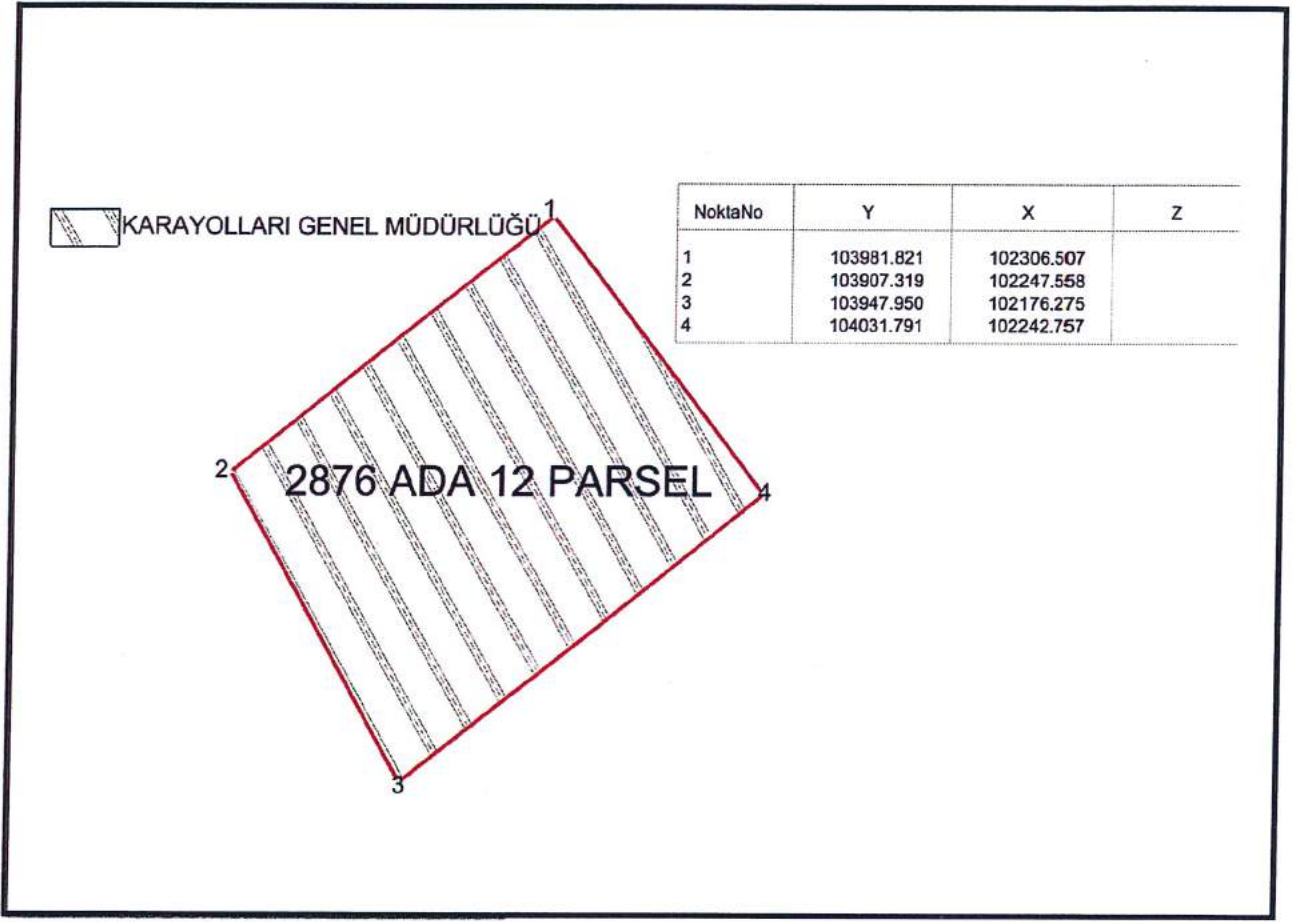 KARAYOLLARI GENEL MÜDÜRLÜĞÜ
1
2
3
4
2876 ADA 12 PARSEL
NoktaNo Y X Z
1 103981.821 102306.507
2 103907.319 102247.558
3 103947.950 102176.275
4 104031.791 102242.757